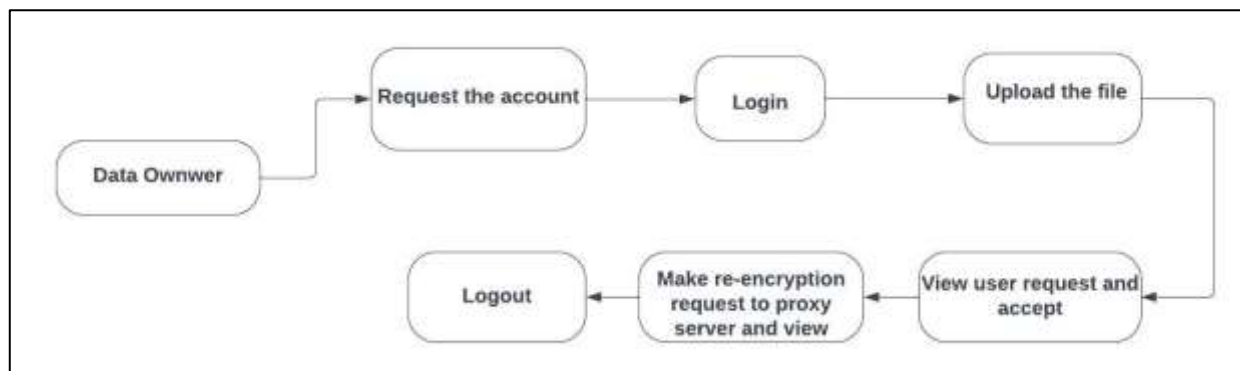 Data Ownwer
Request the account
Login
Upload the file
View user request and
accept
Make re-encryption
request to proxy
server and view
Logout